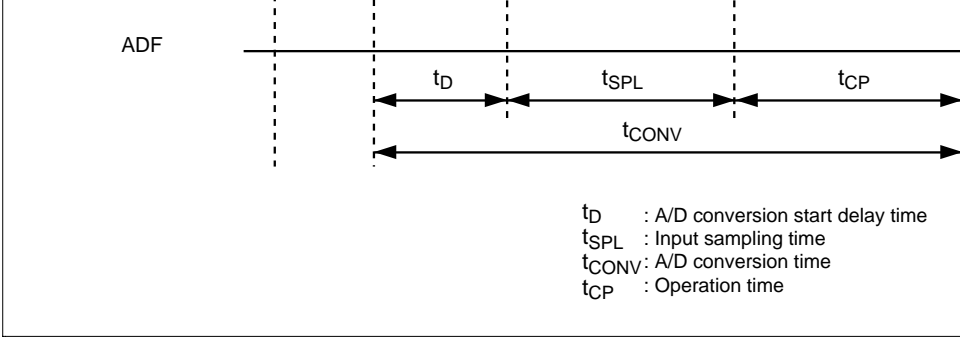 ADF
tD tSPL tCP
tCONV
tD : A/D conversion start delay time
tSPL : Input sampling time
tCONV : A/D conversion time
tCP : Operation time